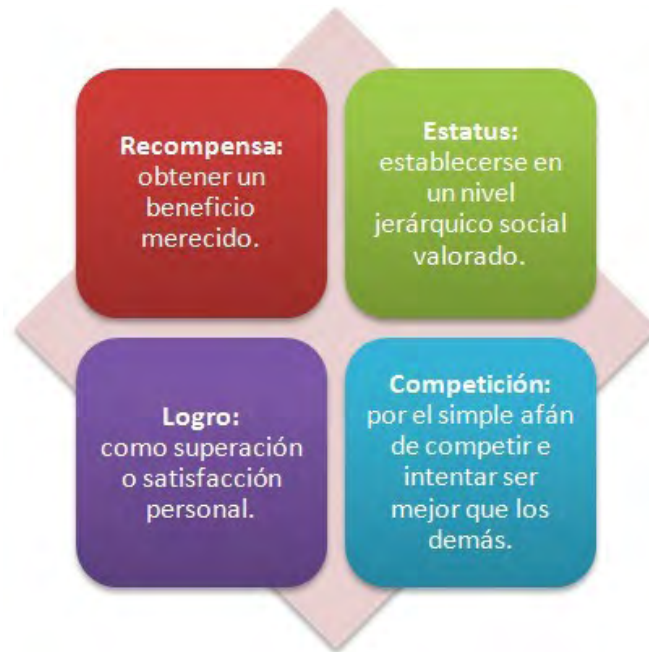 Recompensa:
obtener un
beneficio
merecido.
Estatus:
establecerse en
un nivel
jerárquico social
valorado.
Logro:
como superación
o satisfacción
personal.
Competición:
por el simple afán
de competir e
intentar ser
mejor que los
demás.